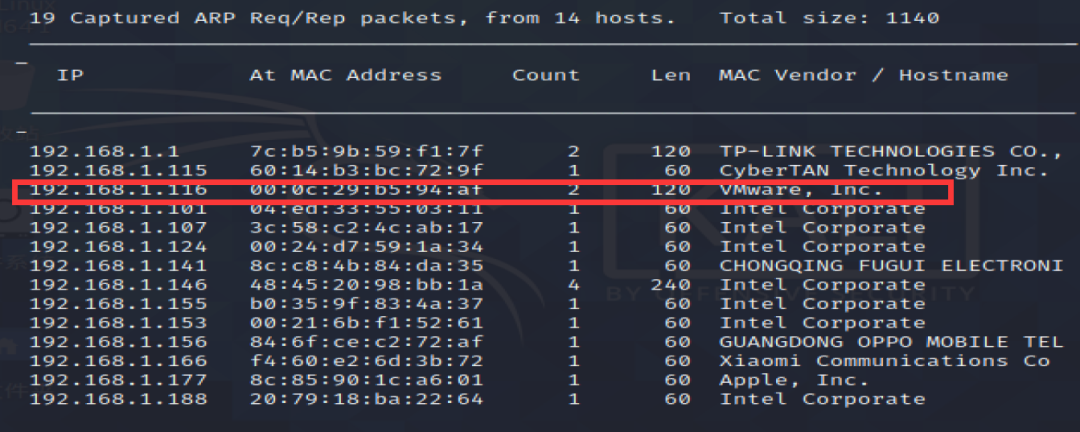 19 Captured ARP Req/Rep packets, from 14 hosts.   Total size: 1140
_____________________________________________________________________________
IP            At MAC Address     Count     Len  MAC Vendor / Hostname
-----------------------------------------------------------------------------
192.168.1.1     7c:b5:9b:59:f1:7f      2     120  TP-LINK TECHNOLOGIES CO.,
192.168.1.115   60:14:b3:bc:72:9f      1      60  CyberTAN Technology Inc.
192.168.1.116   00:0c:29:b5:94:af      2     120  VMware, Inc.
192.168.1.101   04:ed:33:55:03:11      1      60  Intel Corporate
192.168.1.107   3c:58:c2:4c:ab:17      1      60  Intel Corporate
192.168.1.124   00:24:d7:59:1a:34      1      60  Intel Corporate
192.168.1.141   8c:c8:4b:84:da:35      1      60  CHONGQING FUGUI ELECTRONI
192.168.1.146   48:45:20:98:bb:1a      4     240  Intel Corporate
192.168.1.155   b0:35:9f:83:4a:37      1      60  Intel Corporate
192.168.1.153   00:21:6b:f1:52:61      1      60  Intel Corporate
192.168.1.156   84:6f:ce:c2:72:af      1      60  GUANGDONG OPPO MOBILE TEL
192.168.1.166   f4:60:e2:6d:3b:72      1      60  Xiaomi Communications Co
192.168.1.177   8c:85:90:1c:a6:01      1      60  Apple, Inc.
192.168.1.188   20:79:18:ba:22:64      1      60  Intel Corporate